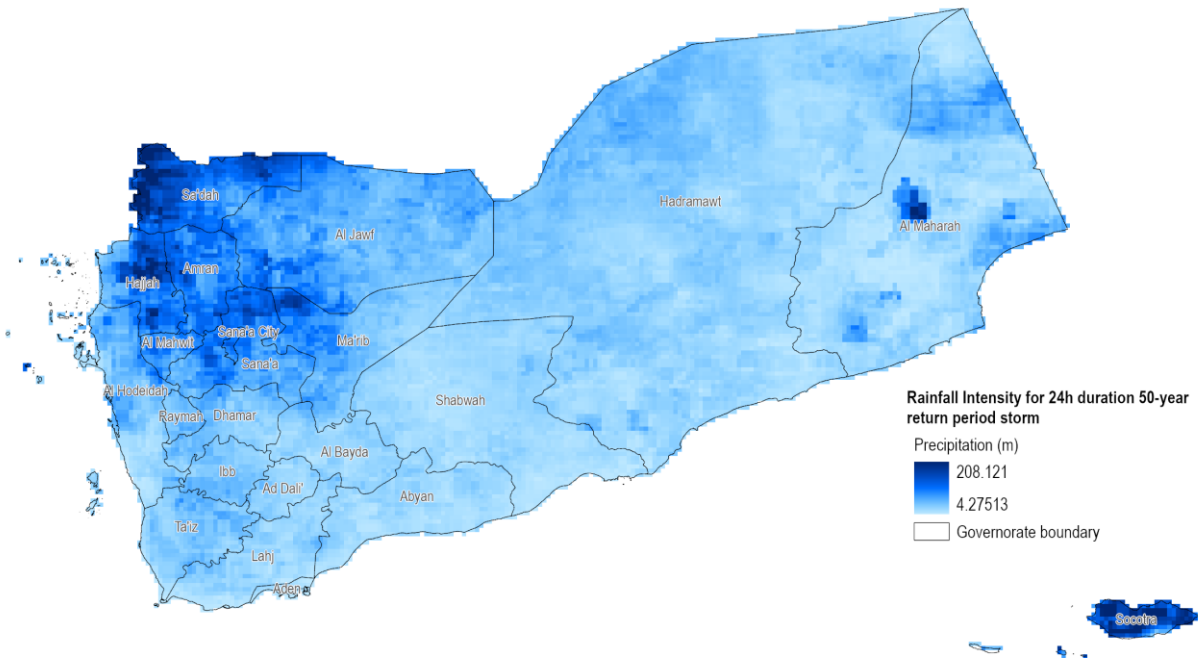 Sa'dah
Hadramawt
Al Jawf
Al Maharah
Amran
Hajjah
Sana'a City
Ma'rib
Al Mahwit
Sana'a
Al Hodeidah
Shabwah
Raymah
Dhamar
Al Bayda
Ibb
Ad Dali'
Abyan
Ta'iz
Lahj
Aden
Rainfall Intensity for 24h duration 50-year
return period storm
Precipitation (m)
208.121
4.27513
Governorate boundary
Socotra